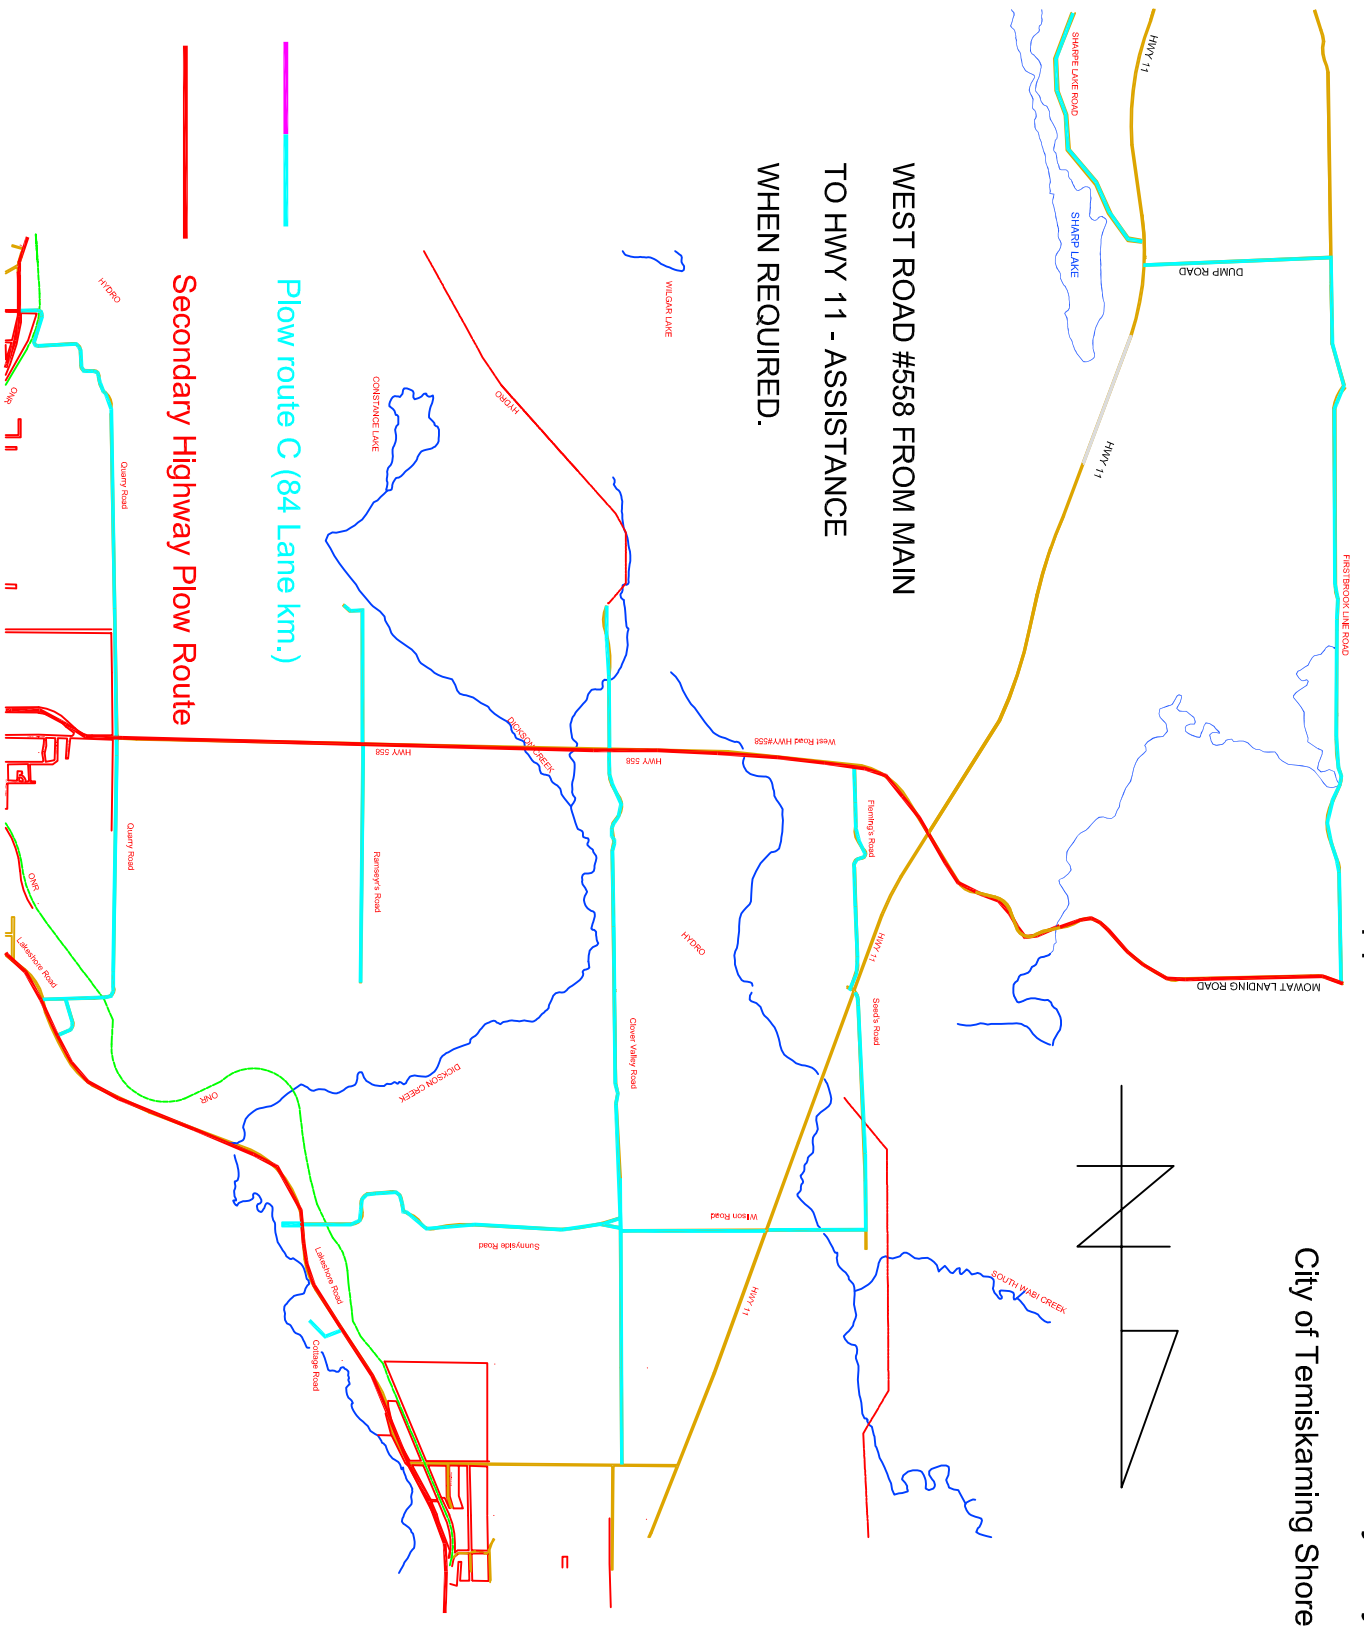 City of Temiskaming Shore
WEST ROAD #558 FROM MAIN
TO HWY 11 - ASSISTANCE
WHEN REQUIRED.
Plow route C (84 Lane km.)
Secondary Highway Plow Route
FIRSTBROOK LINE ROAD
DUMP ROAD
MOWAT LANDING ROAD
HWY 11
SHARPE LAKE ROAD
SHARP LAKE
HWY 11
HWY 11
HWY 11
WILGAR LAKE
HYDRO
CONSTANCE LAKE
HYDRO
ONR
Quarry Road
Quarry Road
DICKSON CREEK
HWY 558
HWY 558
West Road HWY#558
Fleming's Road
Seed's Road
HYDRO
Ramseyr's Road
Clover Valley Road
DICKSON CREEK
ONR
ONR
Lakeshore Road
Lakeshore Road
Cottage Road
Sunnyside Road
Wilson Road
SOUTH WABI CREEK